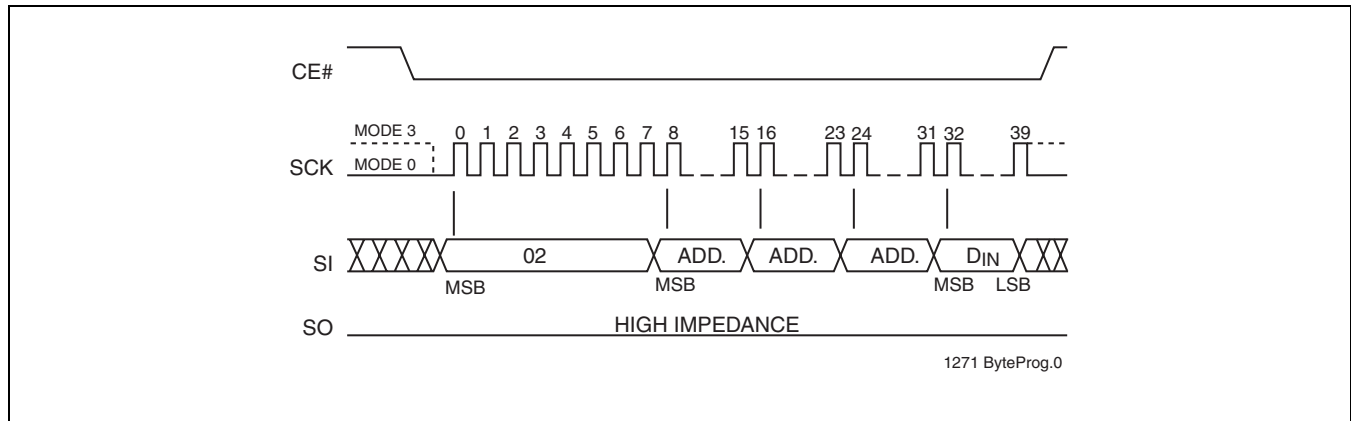 CE#
MODE 3
0 1 2 3 4 5 6 7 8 15 16 23 24 31 32 39
SCK MODE 0
SI 02 ADD. ADD. ADD. DIN
MSB MSB MSB LSB
SO HIGH IMPEDANCE
1271 ByteProg.0